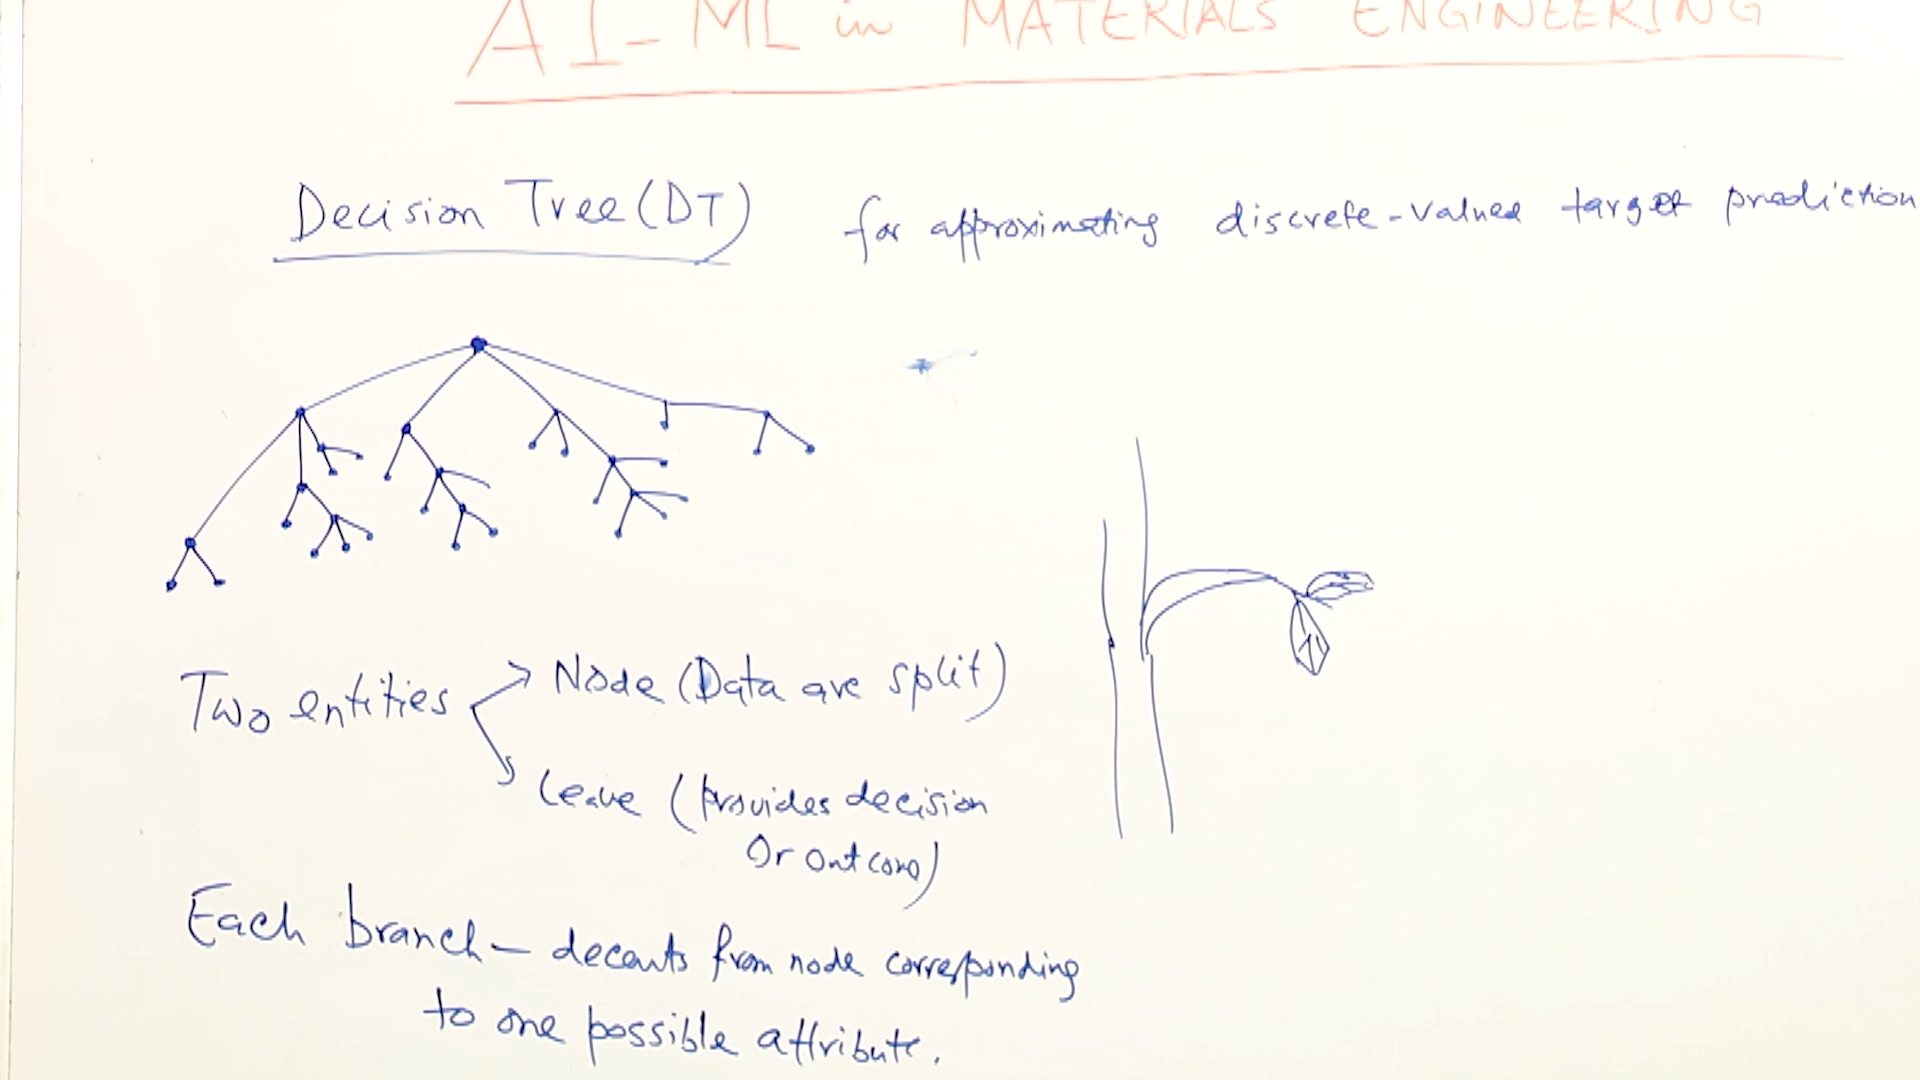 AI-ML in MATERIALS ENGINEERING
Decision Tree (DT) for approximating discrete-valued target prediction
Two entities
Node (Data are split)
Leave (provides decision
or outcome)
Each branch - decents from node corresponding
to one possible attribute.